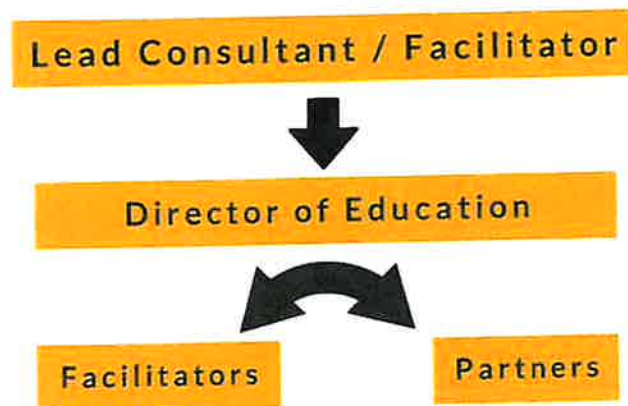 Lead Consultant / Facilitator
Director of Education
Facilitators
Partners